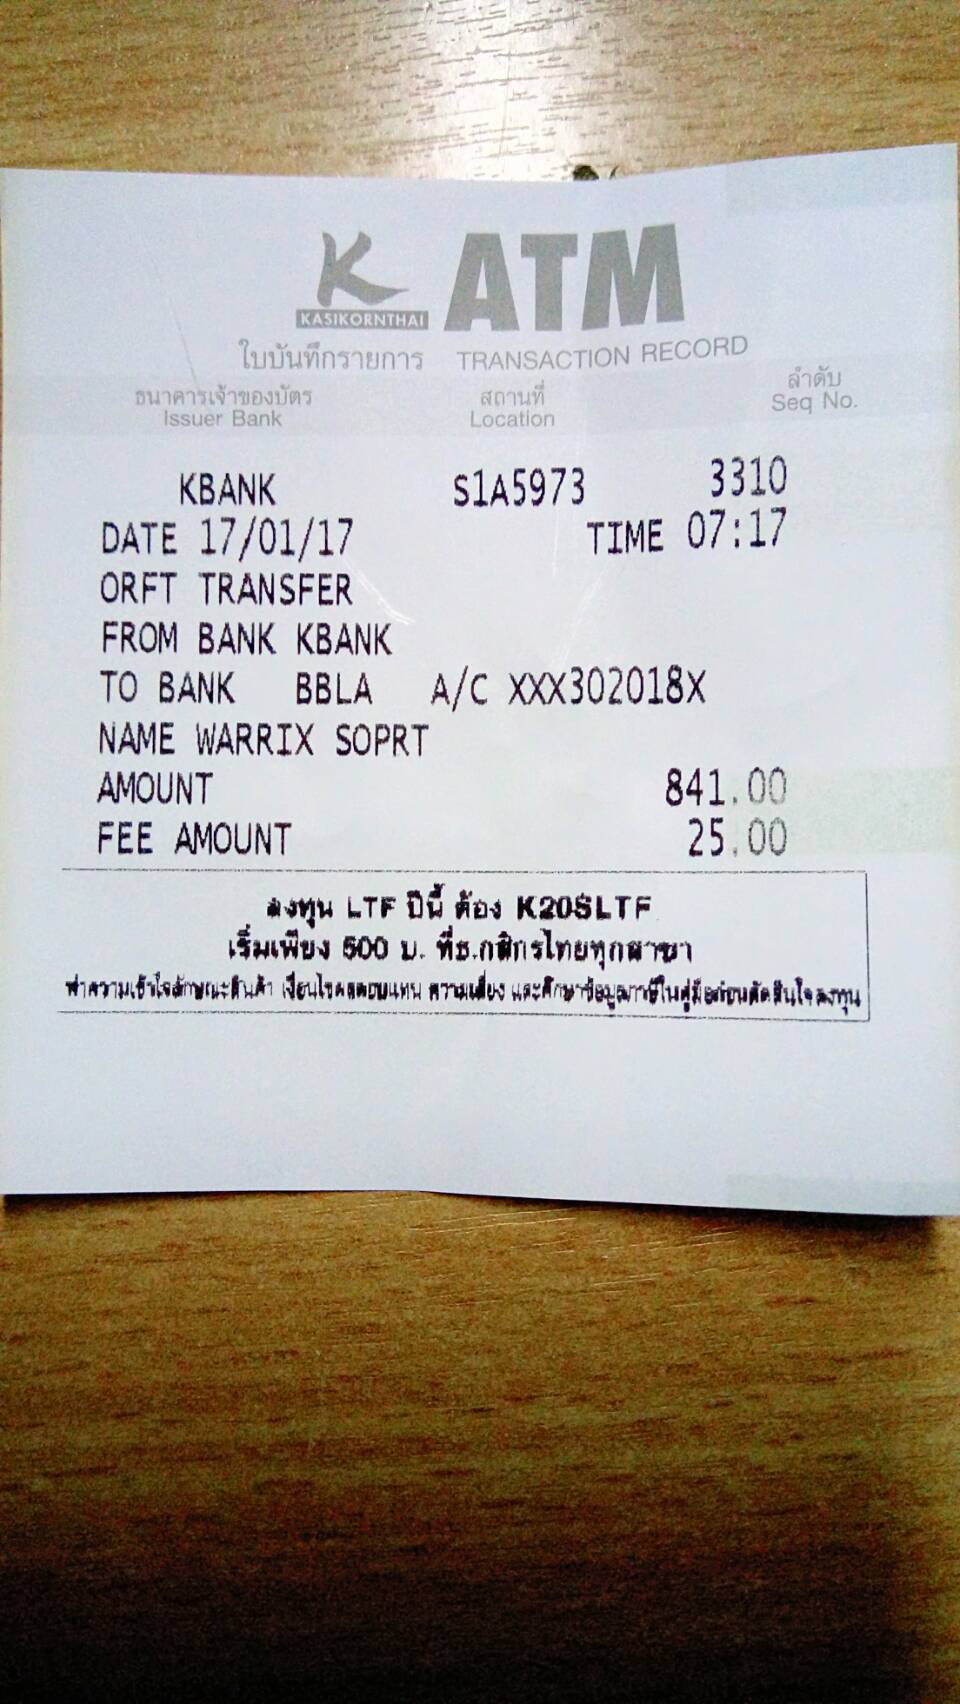 K ATM
KASIKORNTHAI
ใบบันทึกรายการ TRANSACTION RECORD
ธนาคารเจ้าของบัตร สถานที่ ลำดับ
Issuer Bank Location Seq No.
KBANK S1A5973 3310
DATE 17/01/17 TIME 07:17
ORFT TRANSFER
FROM BANK KBANK
TO BANK BBLA A/C XXX302018X
NAME WARRIX SOPRT
AMOUNT 841.00
FEE AMOUNT 25.00
ลงทุน LTF ปีนี้ ต้อง K20SLTF
เริ่มเพียง 500 บ. ที่ธ.กสิกรไทยทุกสาขา
ทำความเข้าใจลักษณะสินค้า เงื่อนไขผลตอบแทน ความเสี่ยง และศึกษาข้อมูลภาษีในคู่มือก่อนตัดสินใจลงทุน